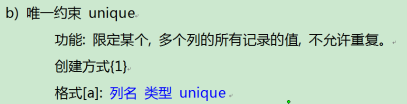 b) 唯一约束 unique
功能: 限定某个, 多个列的所有记录的值, 不允许重复。
创建方式{1}
格式[a]: 列名 类型 unique